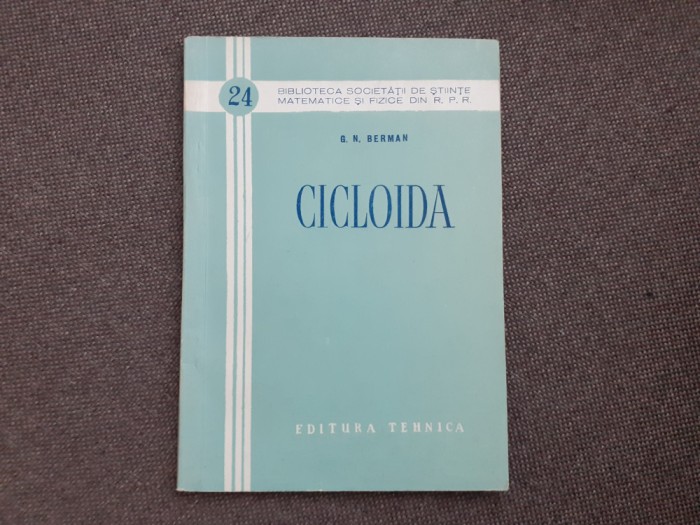 24
BIBLIOTECA SOCIETĂȚII DE ȘTIINȚE
MATEMATICE ȘI FIZICE DIN R. P. R.
G. N. BERMAN
CICLOIDA
EDITURA TEHNICA